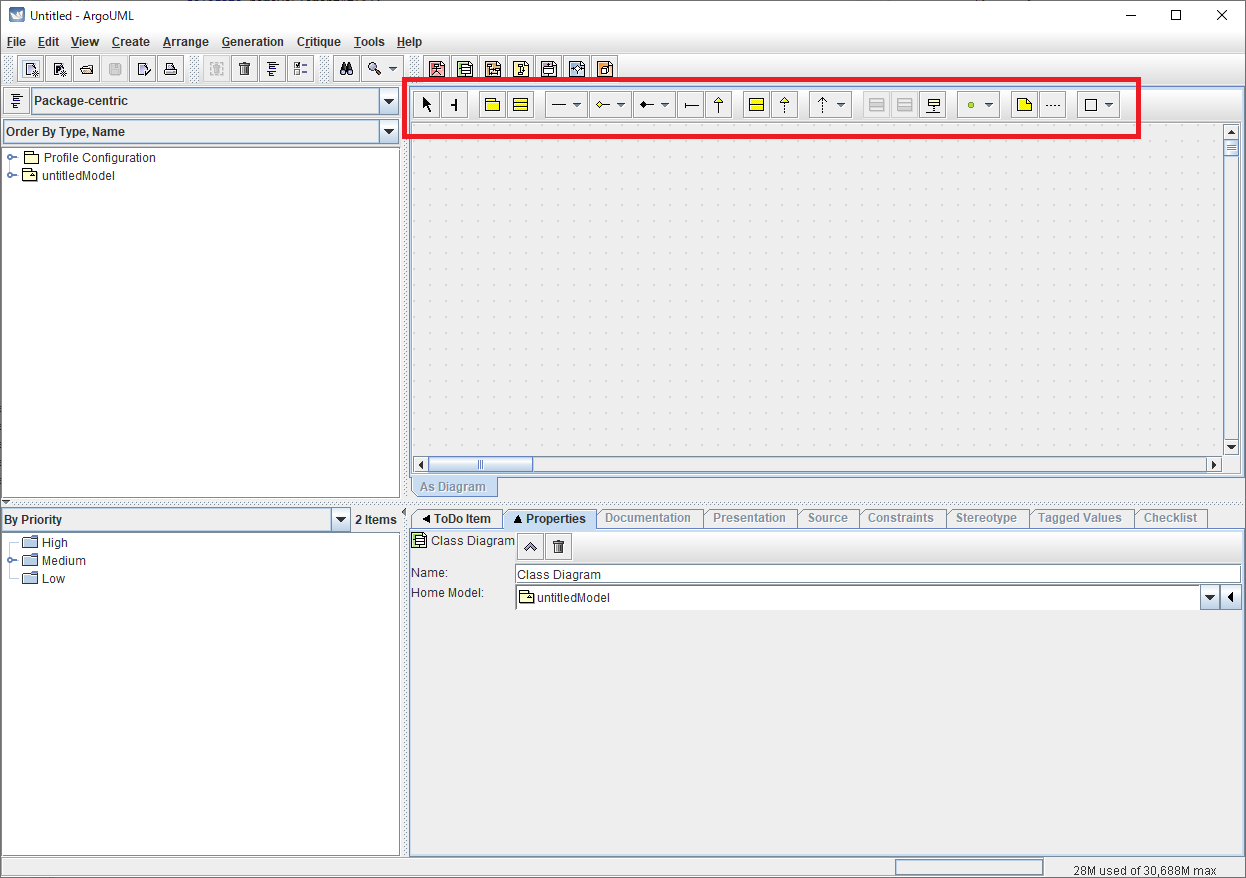 Untitled - ArgoUML
File Edit View Create Arrange Generation Critique Tools Help
Package-centric
Order By Type, Name
Profile Configuration
untitledModel
As Diagram
By Priority
2 Items
High
Medium
Low
ToDo Item Properties Documentation Presentation Source Constraints Stereotype Tagged Values Checklist
Class Diagram
Name: Class Diagram
Home Model: untitledModel
28M used of 30,688M max